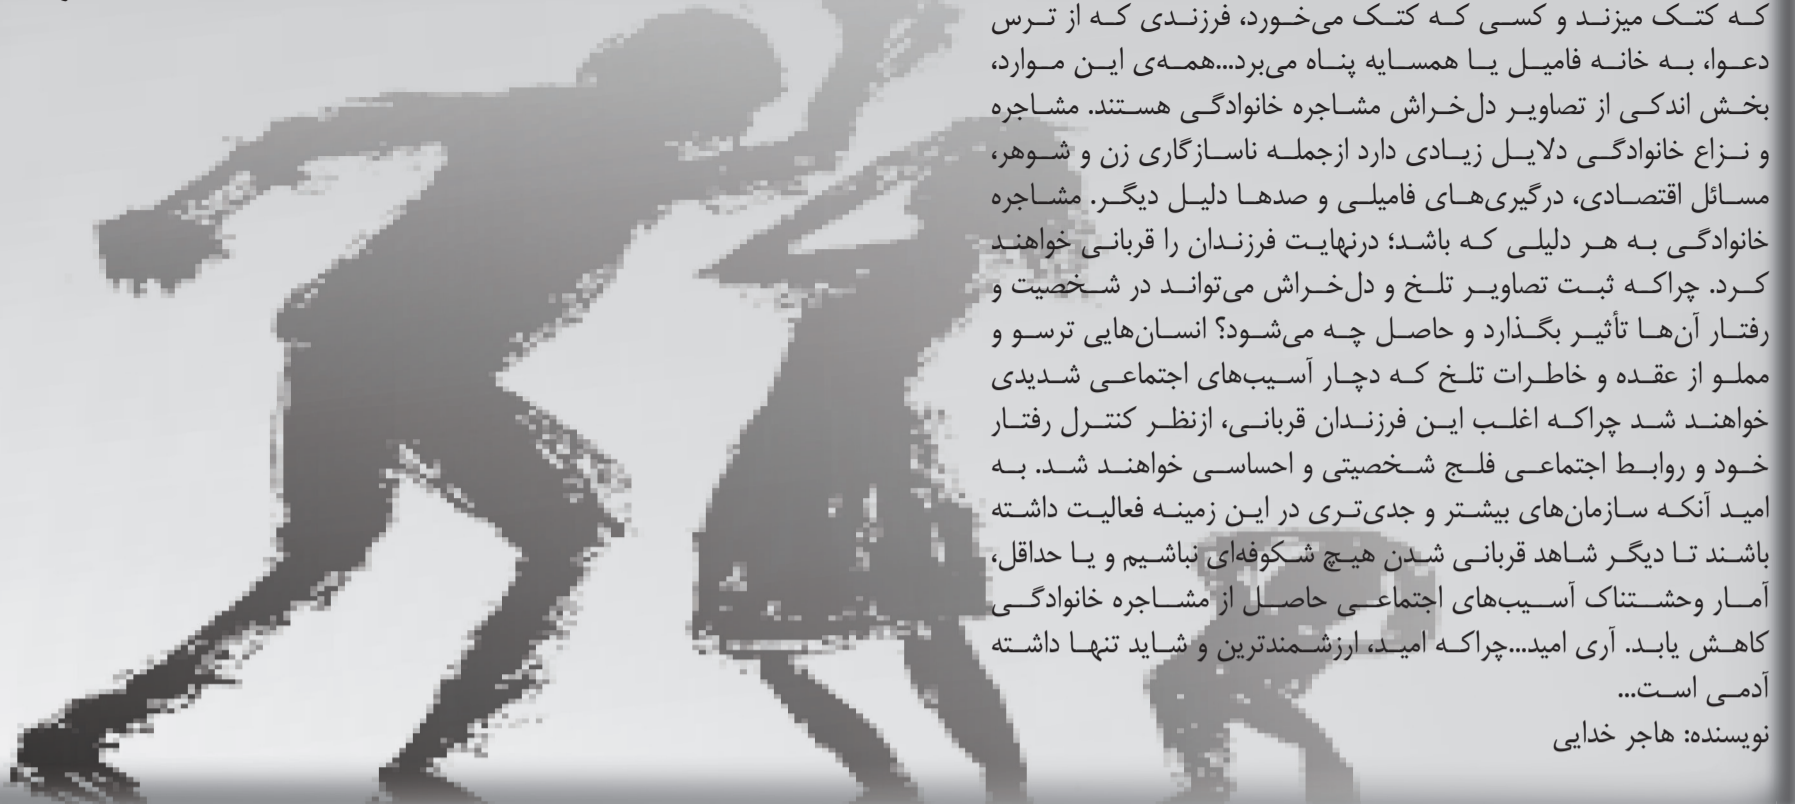 که کتک میزند و کسی که کتک می‌خورد، فرزندی که از ترس
دعوا، به خانه فامیل یا همسایه پناه می‌برد...همه‌ی این موارد،
بخش اندکی از تصاویر دل‌خراش مشاجره خانوادگی هستند. مشاجره
و نزاع خانوادگی دلایل زیادی دارد ازجمله ناسازگاری زن و شوهر،
مسائل اقتصادی، درگیری‌های فامیلی و صدها دلیل دیگر. مشاجره
خانوادگی به هر دلیلی که باشد؛ درنهایت فرزندان را قربانی خواهند
کرد. چراکه ثبت تصاویر تلخ و دل‌خراش می‌تواند در شخصیت و
رفتار آن‌ها تأثیر بگذارد و حاصل چه می‌شود؟ انسان‌هایی ترسو و
مملو از عقده و خاطرات تلخ که دچار آسیب‌های اجتماعی شدیدی
خواهند شد چراکه اغلب این فرزندان قربانی، ازنظر کنترل رفتار
خود و روابط اجتماعی فلج شخصیتی و احساسی خواهند شد. به
امید آنکه سازمان‌های بیشتر و جدی‌تری در این زمینه فعالیت داشته
باشند تا دیگر شاهد قربانی شدن هیچ شکوفه‌ای نباشیم و یا حداقل،
آمار وحشتناک آسیب‌های اجتماعی حاصل از مشاجره خانوادگی
کاهش یابد. آری امید...چراکه امید، ارزشمندترین و شاید تنها داشته
آدمی است...
نویسنده: هاجر خدایی